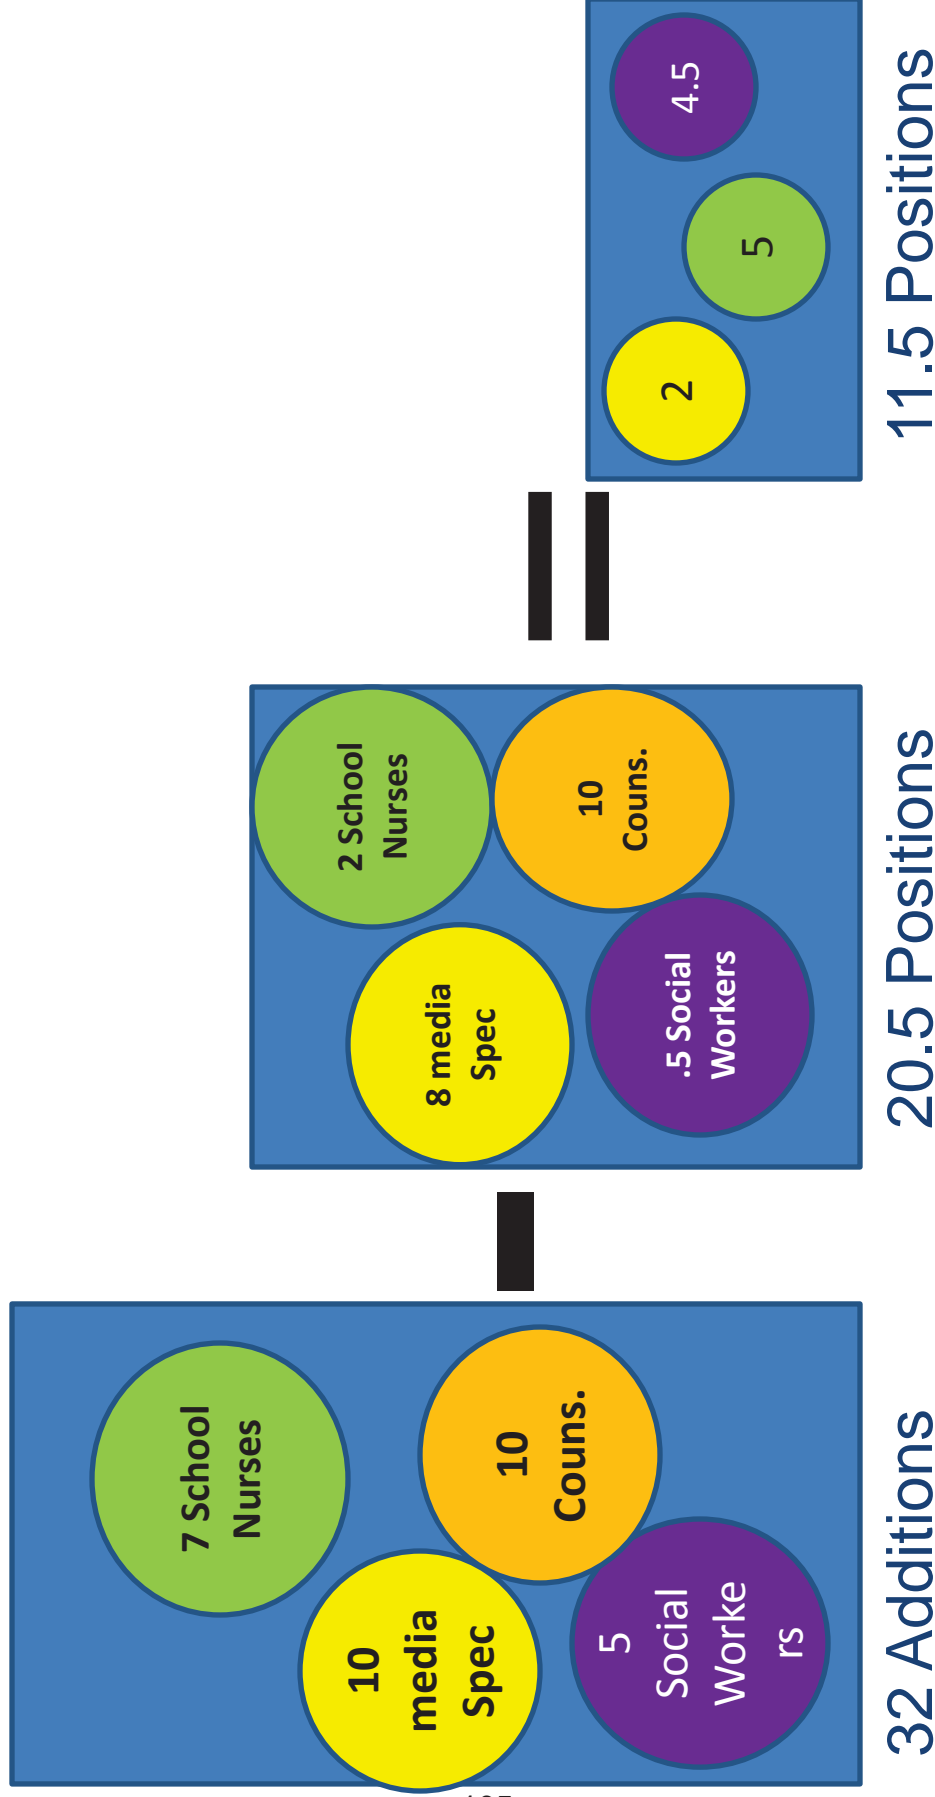 7 School
Nurses
10
media
Spec
10
Couns.
5
Social
Worke
rs
32 Additions
2 School
Nurses
8 media
Spec
10
Couns.
.5 Social
Workers
20.5 Positions
4.5
5
2
11.5 Positions